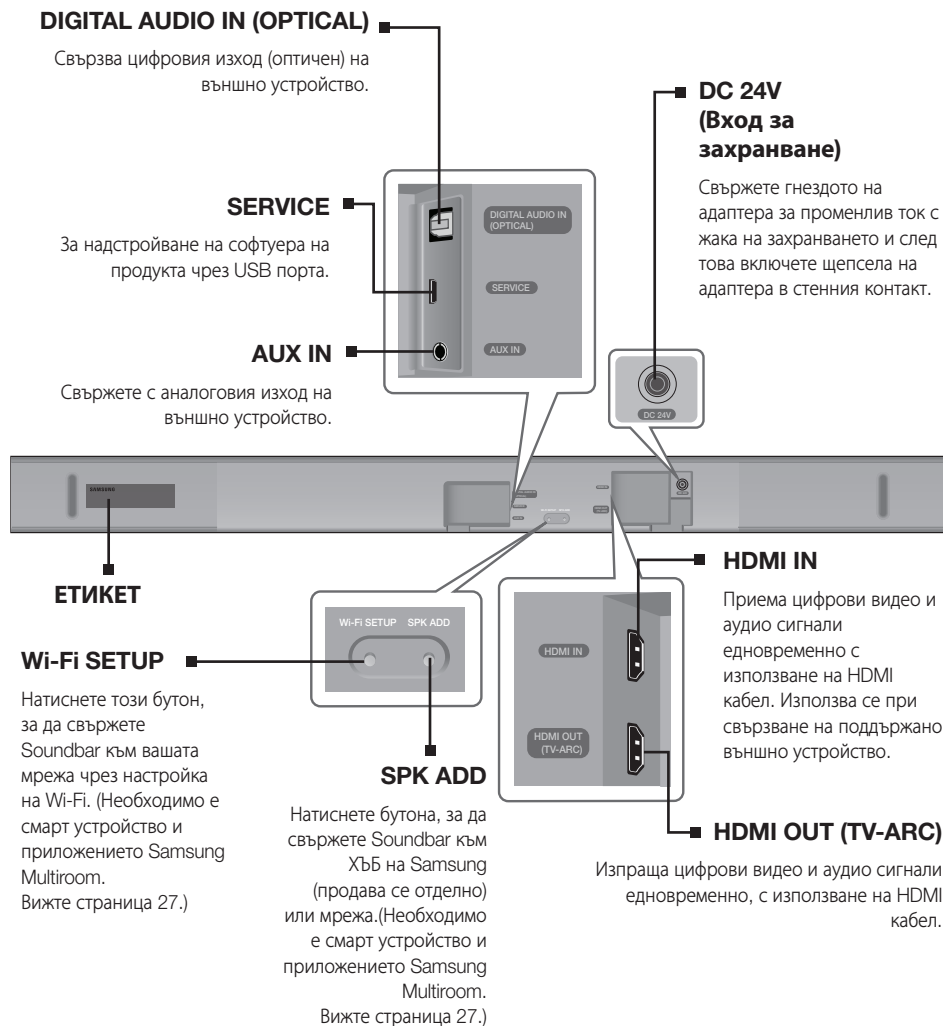 DIGITAL AUDIO IN (OPTICAL)
Свързва цифровия изход (оптичен) на
външно устройство.
SERVICE
За надстройване на софтуера на
продукта чрез USB порта.
AUX IN
Свържете с аналоговия изход на
външно устройство.
DIGITAL AUDIO IN
(OPTICAL)
SERVICE
AUX IN
DC 24V
(Вход за
захранване)
Свържете гнездото на
адаптера за променлив ток с
жака на захранването и след
това включете щепсела на
адаптера в стенния контакт.
DC 24V
SAMSUNG
ЕТИКЕТ
Wi-Fi SETUP
Натиснете този бутон,
за да свържете
Soundbar към вашата
мрежа чрез настройка
на Wi-Fi. (Необходимо е
смарт устройство и
приложението Samsung
Multiroom.
Вижте страница 27.)
Wi-Fi SETUP SPK ADD
SPK ADD
Натиснете бутона, за да
свържете Soundbar към
ХЪБ на Samsung
(продава се отделно)
или мрежа.(Необходимо
е смарт устройство и
приложението Samsung
Multiroom.
Вижте страница 27.)
HDMI IN
HDMI OUT
(TV-ARC)
HDMI IN
Приема цифрови видео и
аудио сигнали
едновременно с
използване на HDMI
кабел. Използва се при
свързване на поддържано
външно устройство.
HDMI OUT (TV-ARC)
Изпраща цифрови видео и аудио сигнали
едновременно, с използване на HDMI
кабел.